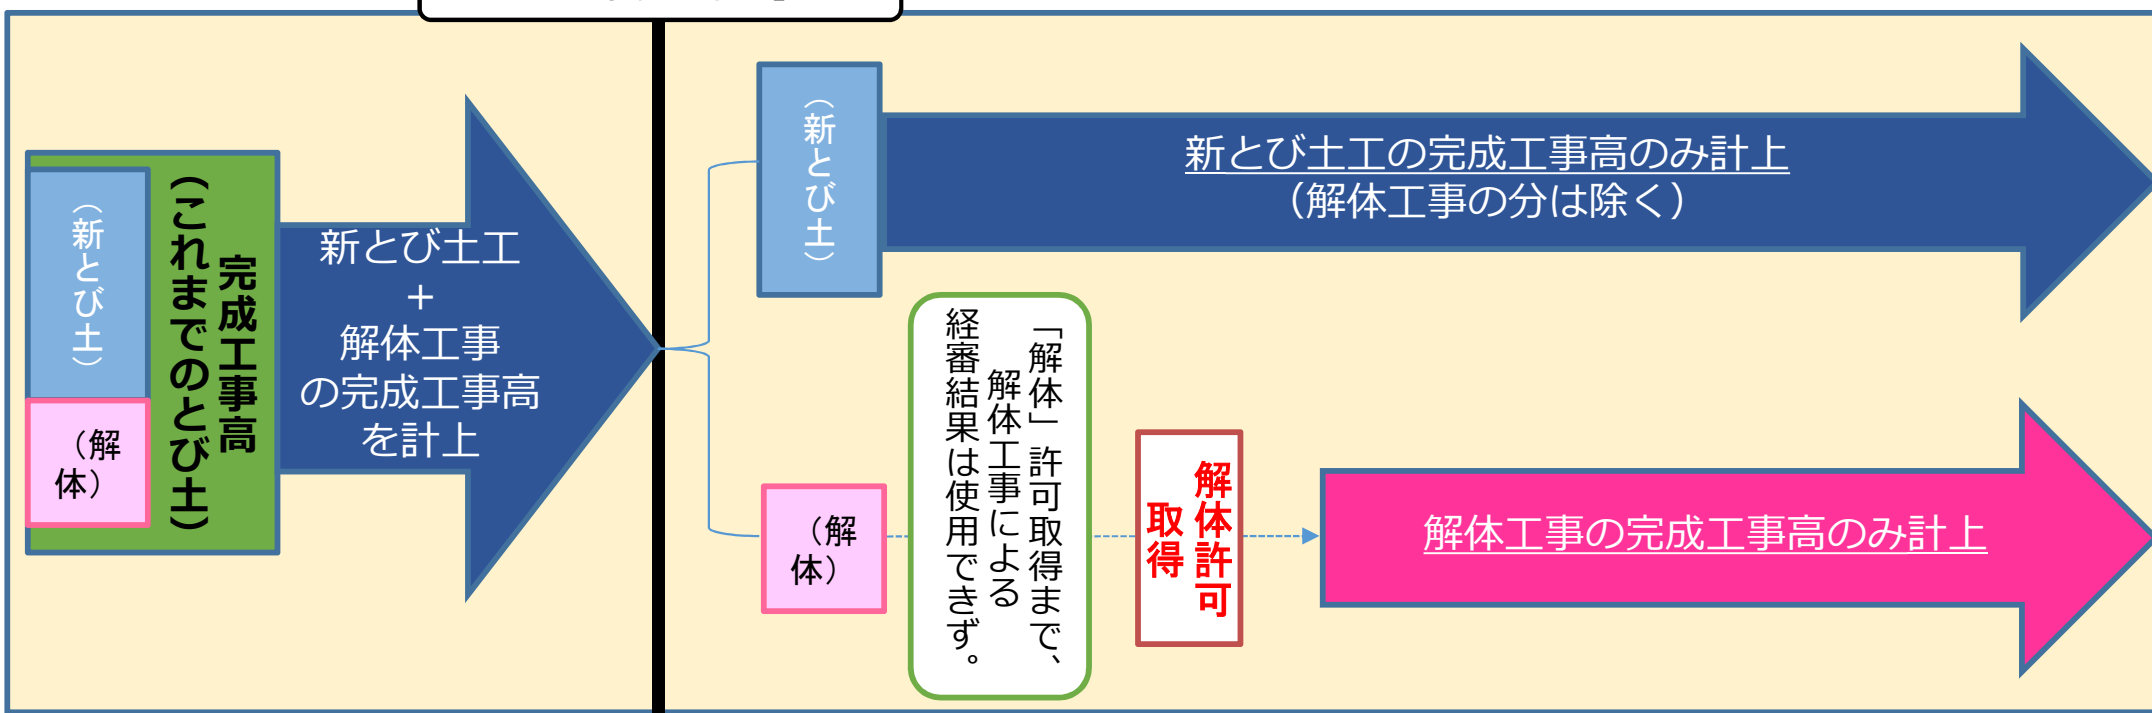 完成工事高
（これまでのとび土）
（新とび土）
（解
体）
新とび土工
＋
解体工事
の完成工事高
を計上
（新とび土）
新とび土工の完成工事高のみ計上
（解体工事の分は除く）
（解
体）
「解体」許可取得まで、
解体工事による
経審結果は使用できず。
解体許可
取得
解体工事の完成工事高のみ計上